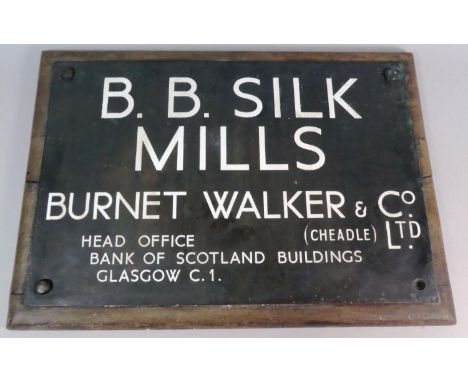 B. B. SILK
MILLS
BURNET WALKER & Co.
(CHEADLE) LTD.
HEAD OFFICE
BANK OF SCOTLAND BUILDINGS
GLASGOW C.1.